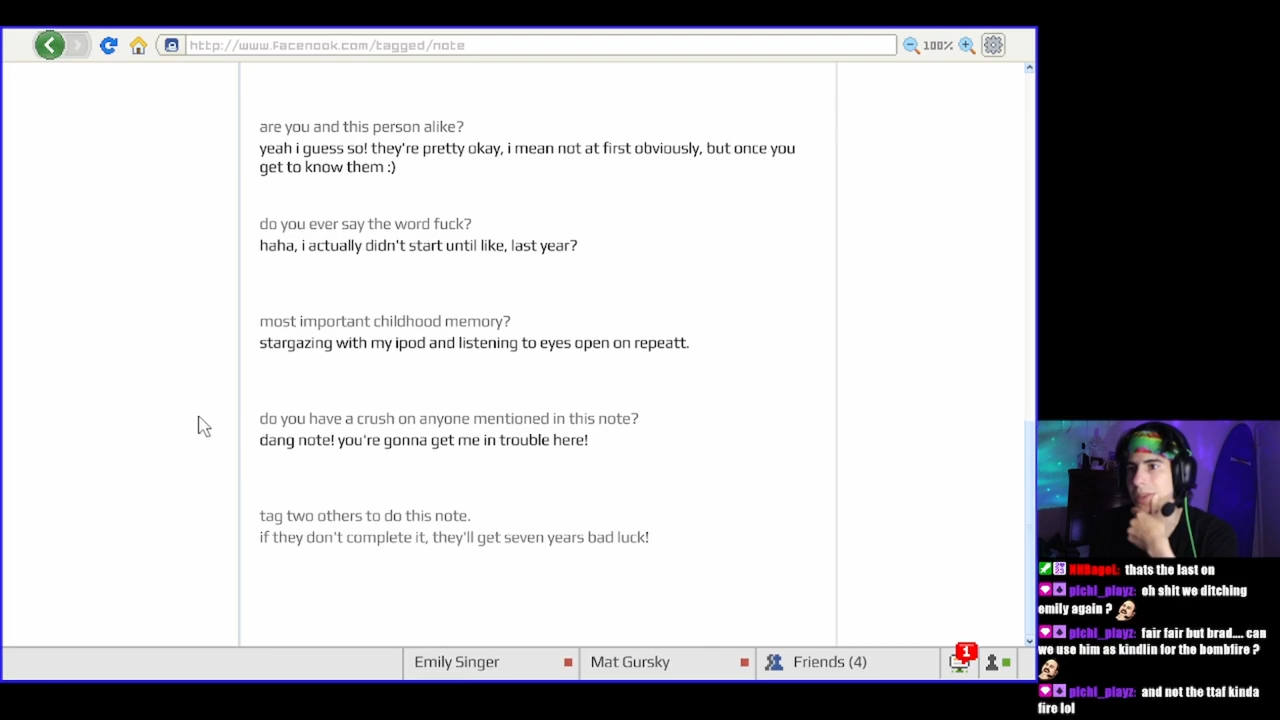 http://www.facenook.com/tagged/note
100%
are you and this person alike?
yeah i guess so! they're pretty okay, i mean not at first obviously, but once you
get to know them :)
do you ever say the word fuck?
haha, i actually didn't start until like, last year?
most important childhood memory?
stargazing with my ipod and listening to eyes open on repeatt.
do you have a crush on anyone mentioned in this note?
dang note! you're gonna get me in trouble here!
tag two others to do this note.
if they don't complete it, they'll get seven years bad luck!
Emily Singer
Mat Gursky
Friends (4)
1
thats the last on
pichi_playz: oh shit we ditching
emily again ?
pichi_playz: fair fair but brad.... can
we use him as kindlin for the bombfire ?
pichi_playz: and not the ttaf kinda
fire lol